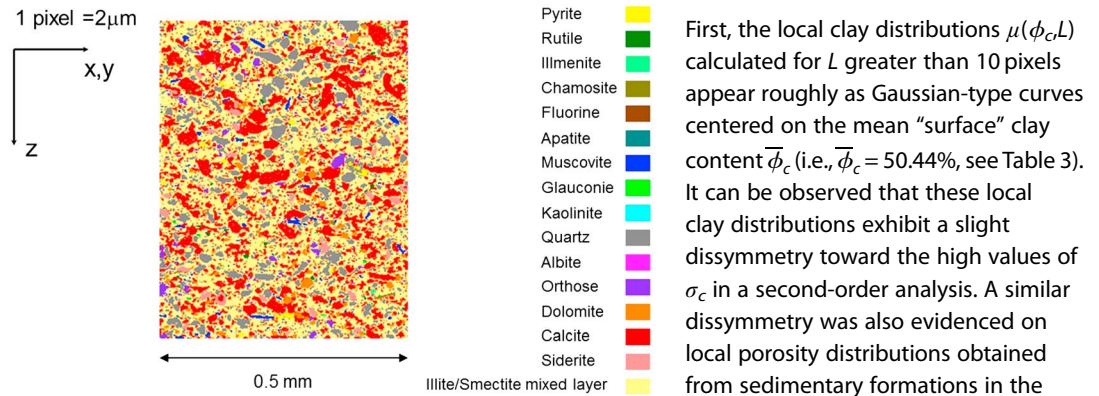 1 pixel =2μm
x,y
z
0.5 mm
Pyrite
Rutile
Illmenite
Chamosite
Fluorine
Apatite
Muscovite
Glauconie
Kaolinite
Quartz
Albite
Orthose
Dolomite
Calcite
Siderite
Illite/Smectite mixed layer
First, the local clay distributions μ(ϕc,L)
calculated for L greater than 10 pixels
appear roughly as Gaussian-type curves
centered on the mean “surface” clay
content ϕ̅c (i.e., ϕ̅c = 50.44%, see Table 3).
It can be observed that these local
clay distributions exhibit a slight
dissymmetry toward the high values of
σc in a second-order analysis. A similar
dissymmetry was also evidenced on
local porosity distributions obtained
from sedimentary formations in the